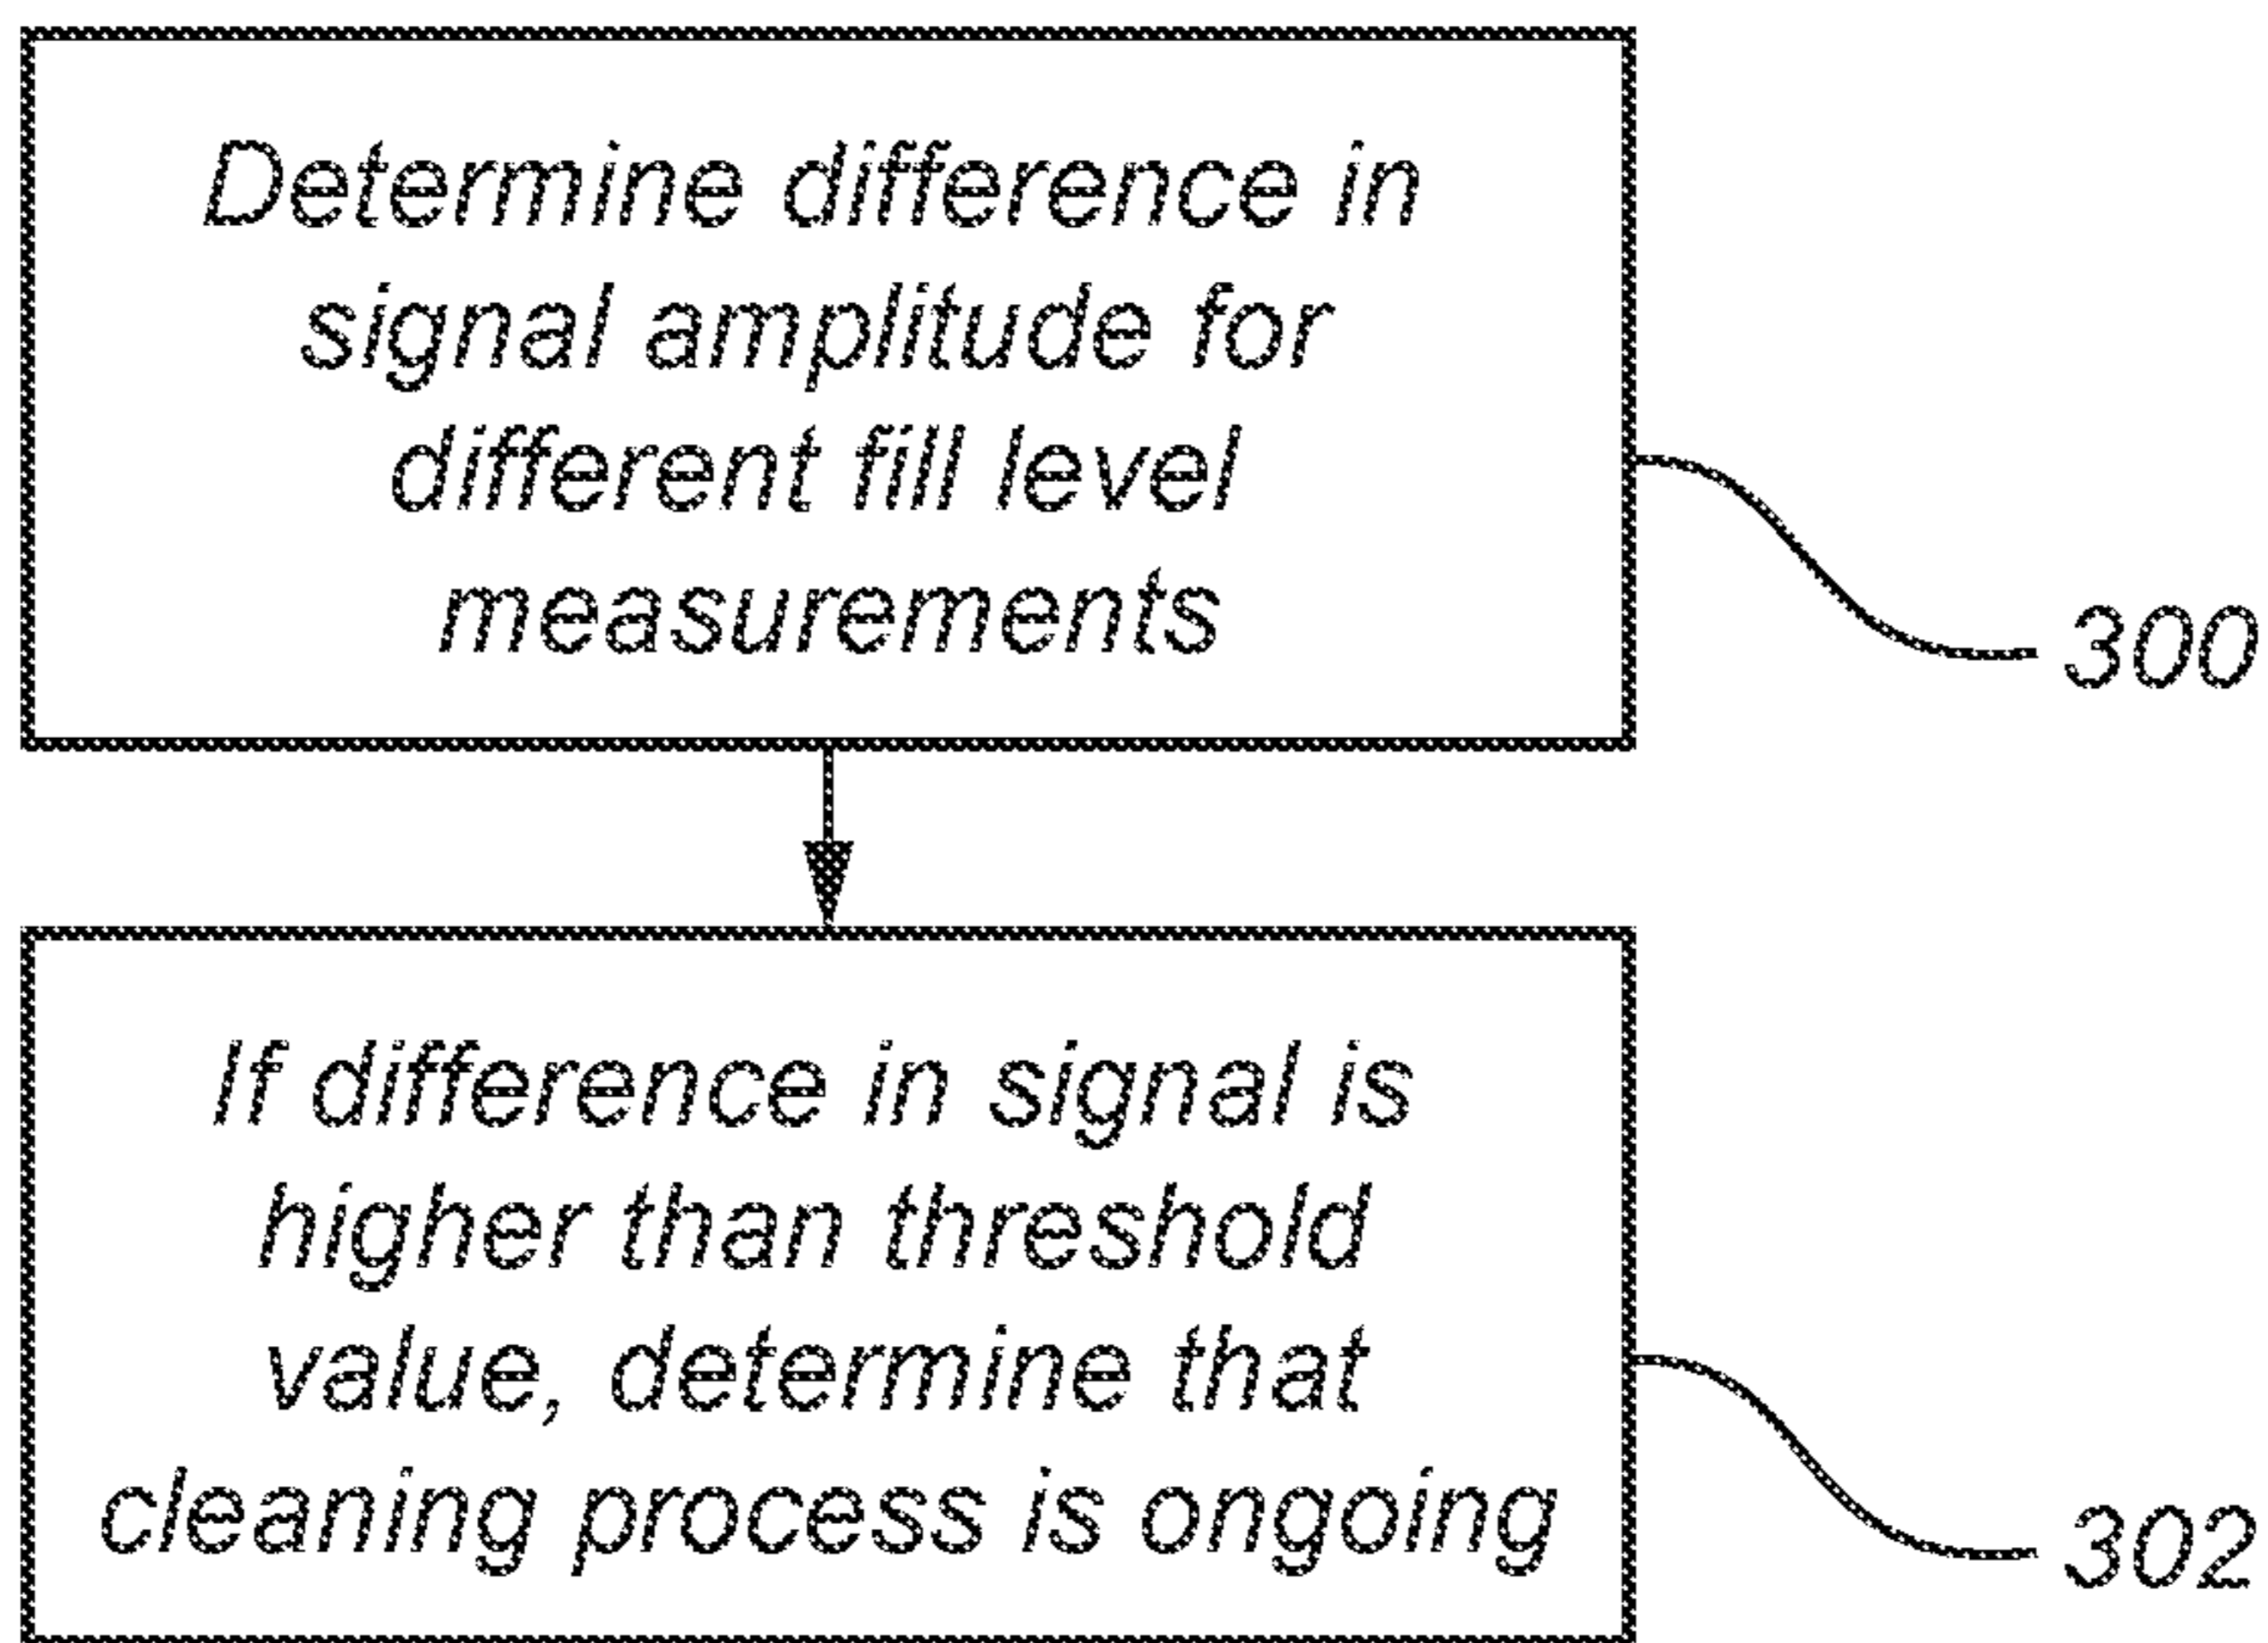 Determine difference in
signal amplitude for
different fill level
measurements
300
If difference in signal is
higher than threshold
value, determine that
cleaning process is ongoing
302